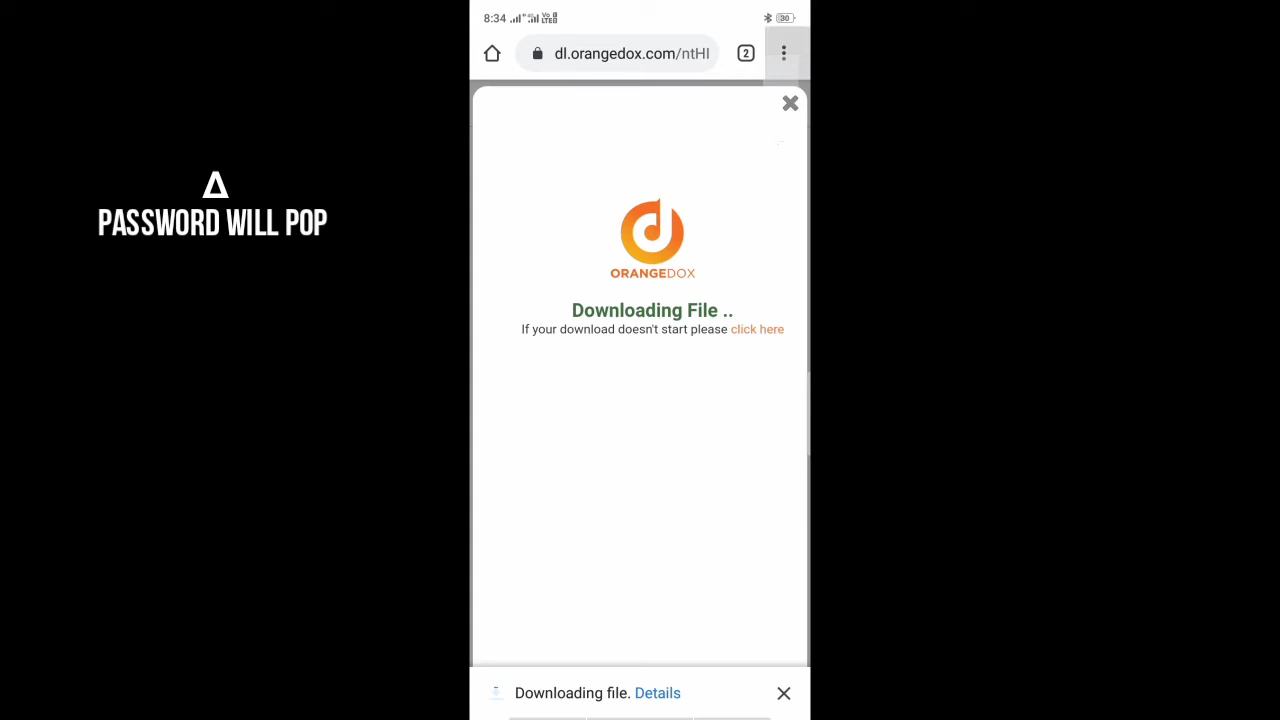 8:34
30
dl.orangedox.com/ntHI
2
PASSWORD WILL POP
ORANGEDOX
Downloading File ..
If your download doesn't start please click here
Downloading file. Details